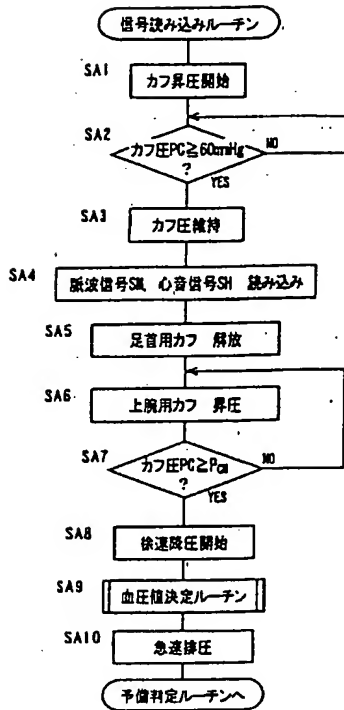 信号読み込みルーチン
SA1
カフ昇圧開始
SA2
カフ圧PC≧60mmHg
?
NO
YES
SA3
カフ圧維持
SA4
脈波信号SM、心音信号SH 読み込み
SA5
足首用カフ 解放
SA6
上腕用カフ 昇圧
SA7
カフ圧PC≧PCM
?
NO
YES
SA8
徐速降圧開始
SA9
血圧値決定ルーチン
SA10
急速排圧
予備判定ルーチンへ